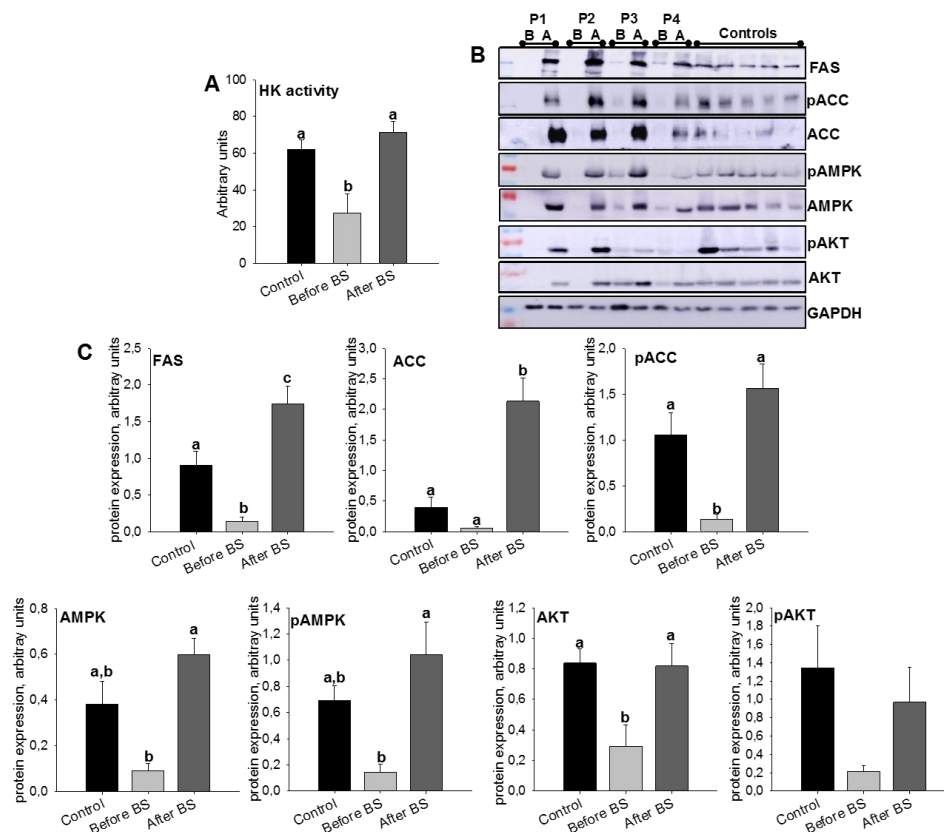 P1 P2 P3 P4
B A B A B A B A Controls
B
FAS
pACC
ACC
pAMPK
AMPK
pAKT
AKT
GAPDH
A
HK activity
Arbitrary units
100
80
60
40
20
0
a
b
a
Control
Before BS
After BS
C
FAS
protein expression, arbitray units
2,0
1,5
1,0
0,5
0,0
a
b
c
Control
Before BS
After BS
ACC
protein expression, arbitray units
3,0
2,5
2,0
1,5
1,0
0,5
0,0
a
a
b
Control
Before BS
After BS
pACC
protein expression, arbitray units
2,0
1,5
1,0
0,5
0,0
a
b
a
Control
Before BS
After BS
AMPK
protein expression, arbitray units
0,8
0,6
0,4
0,2
0,0
a,b
b
a
Control
Before BS
After BS
pAMPK
protein expression, arbitray units
1,4
1,2
1,0
0,8
0,6
0,4
0,2
0,0
a,b
b
a
Control
Before BS
After BS
AKT
protein expression, arbitray units
1,0
0,8
0,6
0,4
0,2
0,0
a
b
a
Control
Before BS
After BS
pAKT
protein expression, arbitray units
2,0
1,8
1,6
1,4
1,2
1,0
0,8
0,6
0,4
0,2
0,0
Control
Before BS
After BS